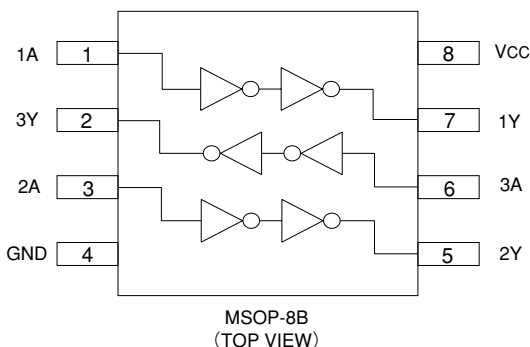 1A 1 8 VCC
3Y 2 7 1Y
2A 3 6 3A
GND 4 5 2Y
MSOP-8B
(TOP VIEW)